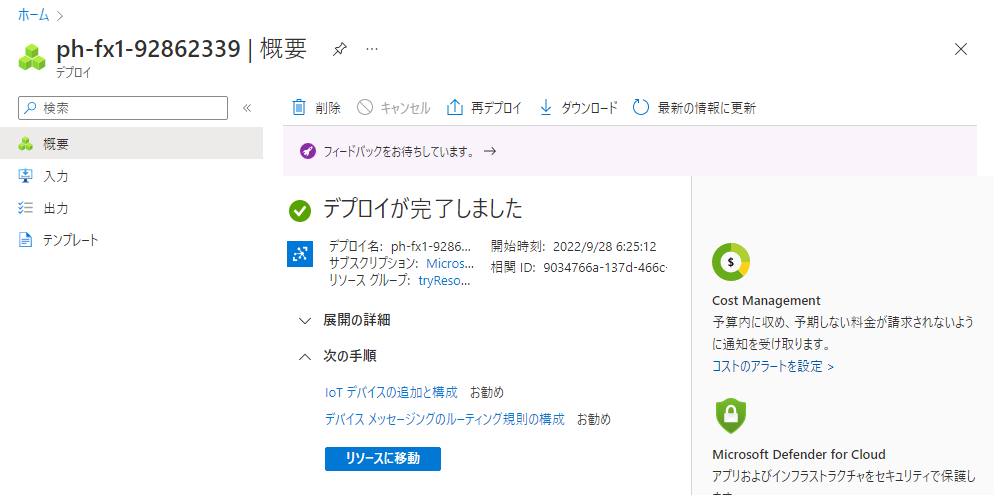 ホーム >
ph-fx1-92862339 | 概要 ...
デプロイ
検索 «
概要
入力
出力
テンプレート
削除 キャンセル 再デプロイ ダウンロード 最新の情報に更新
フィードバックをお待ちしています。 →
デプロイが完了しました
デプロイ名: ph-fx1-9286... 開始時刻: 2022/9/28 6:25:12
サブスクリプション: Micros... 相関 ID: 9034766a-137d-466c-
リソース グループ: tryReso...
展開の詳細
次の手順
IoT デバイスの追加と構成 お勧め
デバイス メッセージングのルーティング規則の構成 お勧め
リソースに移動
$
Cost Management
予算内に収め、予期しない料金が請求されないよう
に通知を受け取ります。
コストのアラートを設定 >
Microsoft Defender for Cloud
アプリおよびインフラストラクチャをセキュリティで保護し